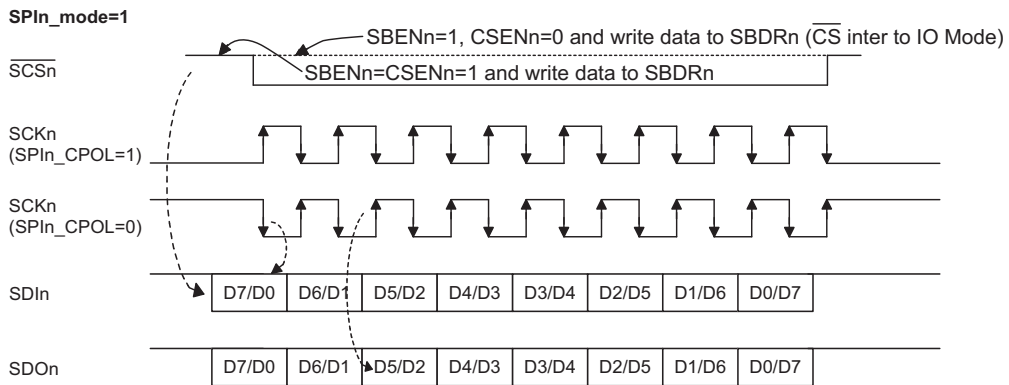 SPIn_mode=1
SBENn=1, CSENn=0 and write data to SBDRn (CS inter to IO Mode)
SCSn
SBENn=CSENn=1 and write data to SBDRn
SCKn
(SPIn_CPOL=1)
SCKn
(SPIn_CPOL=0)
SDIn D7/D0 D6/D1 D5/D2 D4/D3 D3/D4 D2/D5 D1/D6 D0/D7
SDOn D7/D0 D6/D1 D5/D2 D4/D3 D3/D4 D2/D5 D1/D6 D0/D7